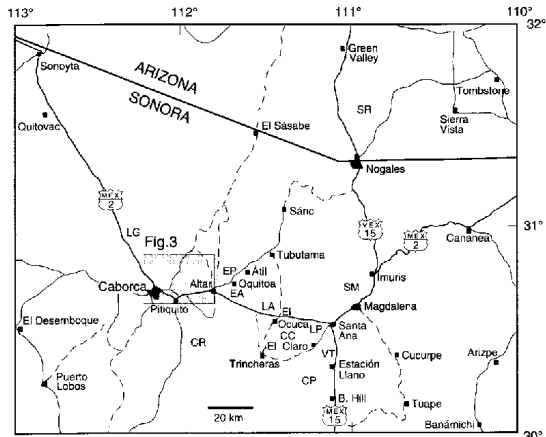 113°
112°
111°
110°
32°
Sonoyta
Green
Valley
ARIZONA
SONORA
Tombstone
SR
Sierra
Vista
Quitovac
El Sásabe
Nogales
MEX
2
Sáric
MEX
15
MEX
2
31°
LG
Fig.3
Cananea
Tubutama
Átil
EP
Imuris
Oquitoa
Caborca
Altar
EA
SM
Pitiquito
LA
El
Magdalena
El Desemboque
Ocuca
LP
Santa
Ana
CC
CR
El
Claro
VT
Trincheras
Cucurpe
Arizpe
Estación
Llano
Puerto
Lobos
CP
B. Hill
20 km
MEX
15
Tuape
Banámichi
30°